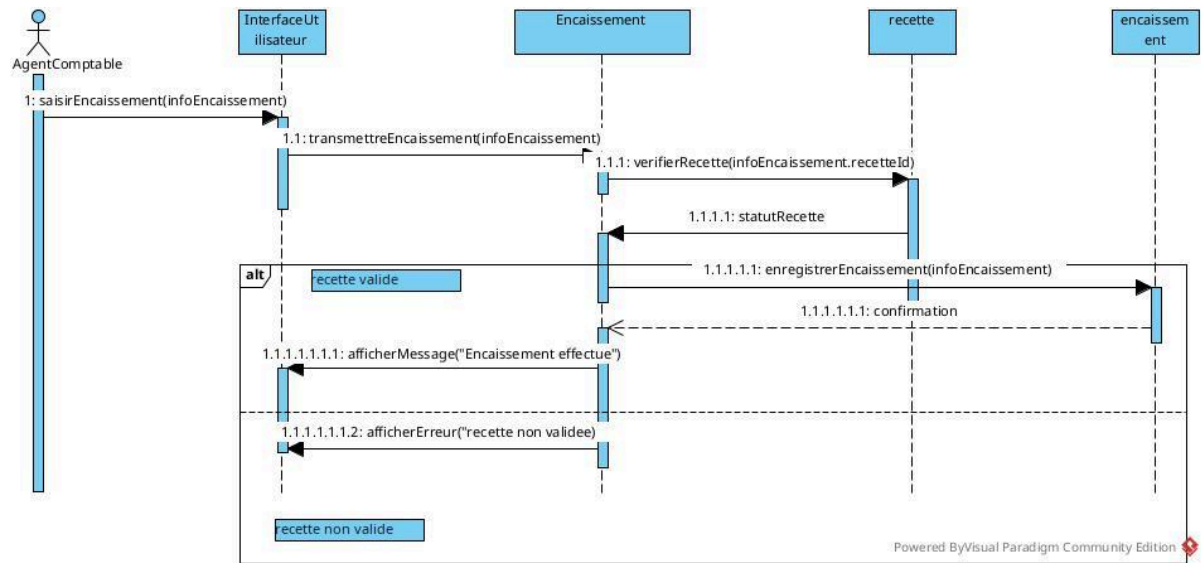 InterfaceUt
ilisateur
Encaissement
recette
encaissem
ent
AgentComptable
1: saisirEncaissement(infoEncaissement)
1.1: transmettreEncaissement(infoEncaissement)
1.1.1: verifierRecette(infoEncaissement.recetteId)
1.1.1.1: statutRecette
alt
recette valide
1.1.1.1.1: enregistrerEncaissement(infoEncaissement)
1.1.1.1.1.1: confirmation
1.1.1.1.1.1.1: afficherMessage("Encaissement effectue")
1.1.1.1.1.1.2: afficherErreur("recette non validee)
recette non valide
Powered ByVisual Paradigm Community Edition